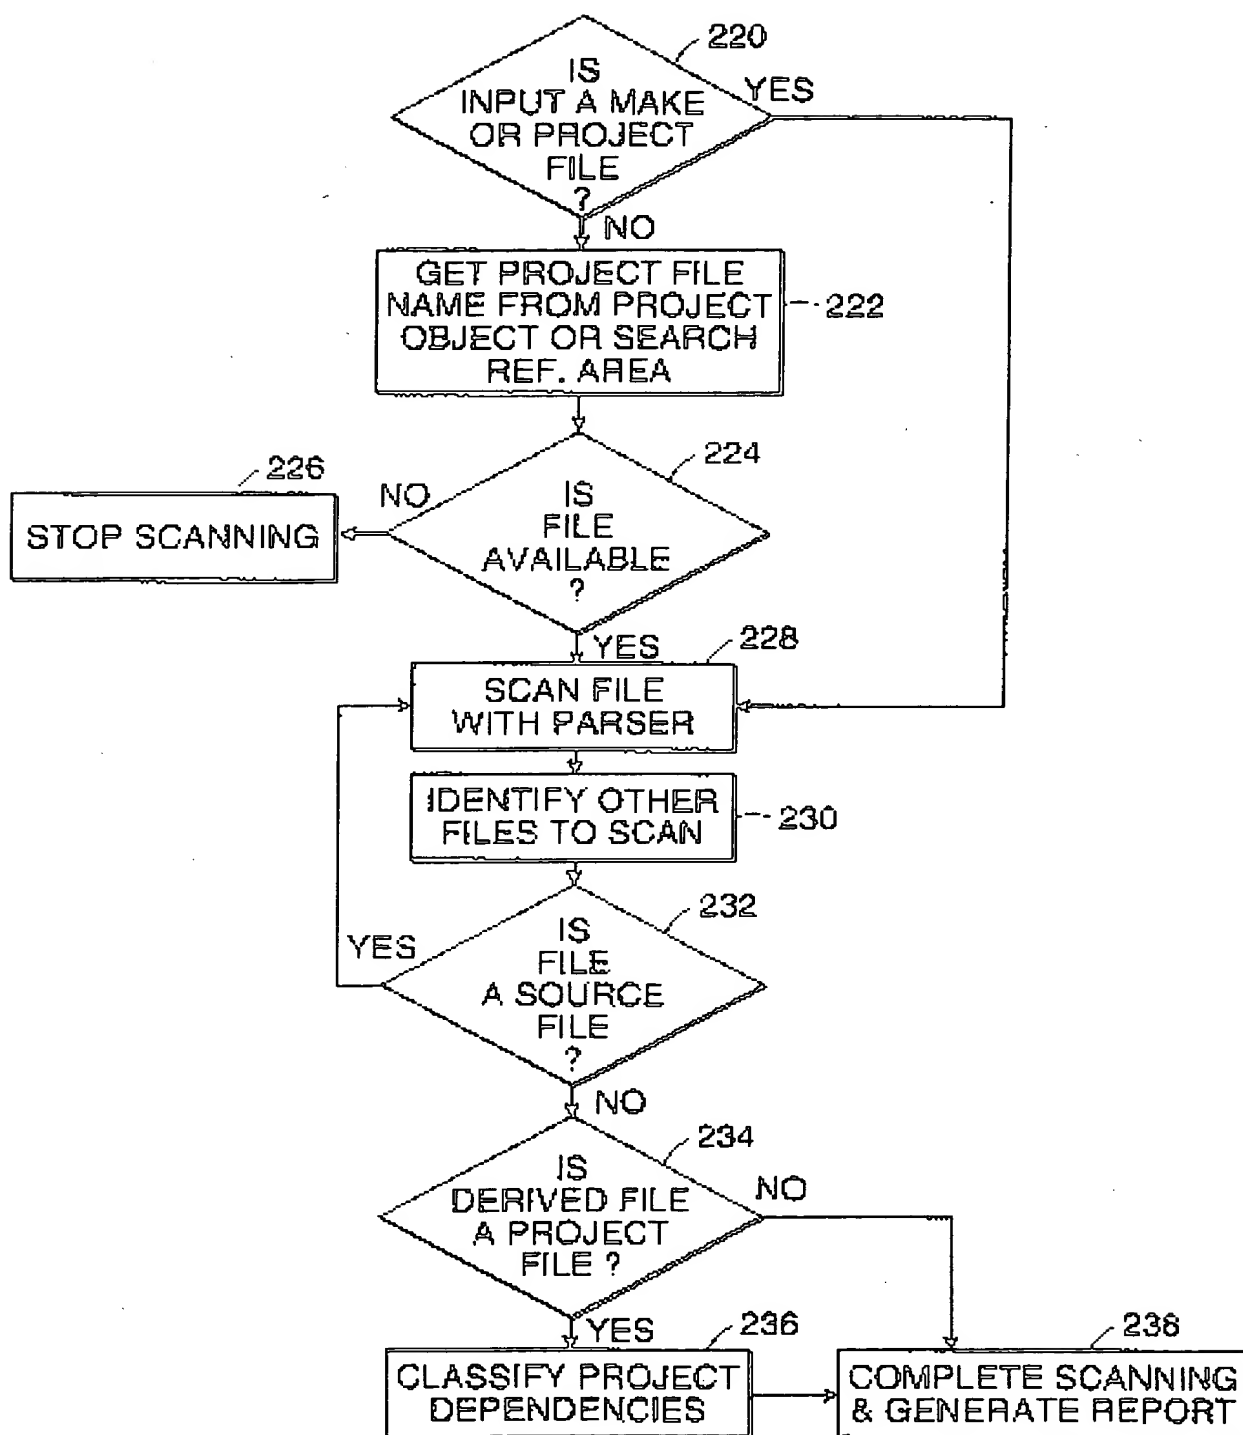 220
IS
INPUT A MAKE
OR PROJECT
FILE
?
YES
NO
GET PROJECT FILE
NAME FROM PROJECT
OBJECT OR SEARCH
REF. AREA
222
224
IS
FILE
AVAILABLE
?
NO
226
STOP SCANNING
YES
228
SCAN FILE
WITH PARSER
IDENTIFY OTHER
FILES TO SCAN
230
232
IS
FILE
A SOURCE
FILE
?
YES
NO
234
IS
DERIVED FILE
A PROJECT
FILE ?
NO
YES
236
CLASSIFY PROJECT
DEPENDENCIES
238
COMPLETE SCANNING
& GENERATE REPORT